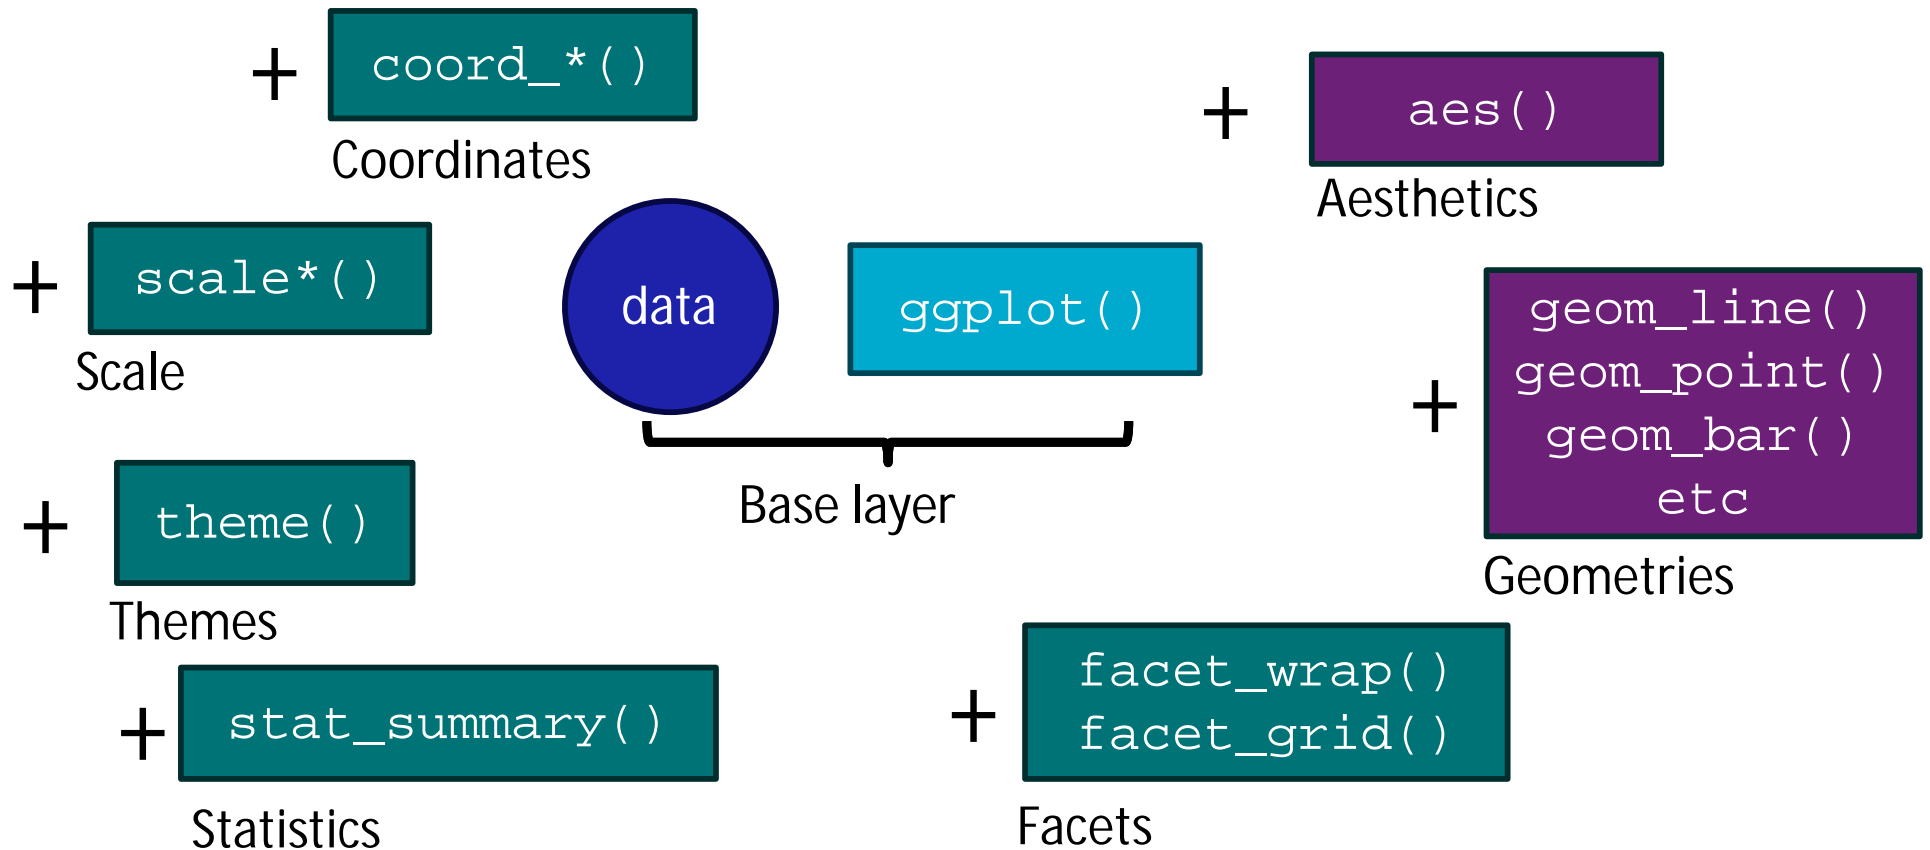 + coord_*()
Coordinates
+ aes()
Aesthetics
+ scale*()
Scale
data
ggplot()
Base layer
+ geom_line()
geom_point()
geom_bar()
etc
Geometries
+ theme()
Themes
+ stat_summary()
Statistics
+ facet_wrap()
facet_grid()
Facets